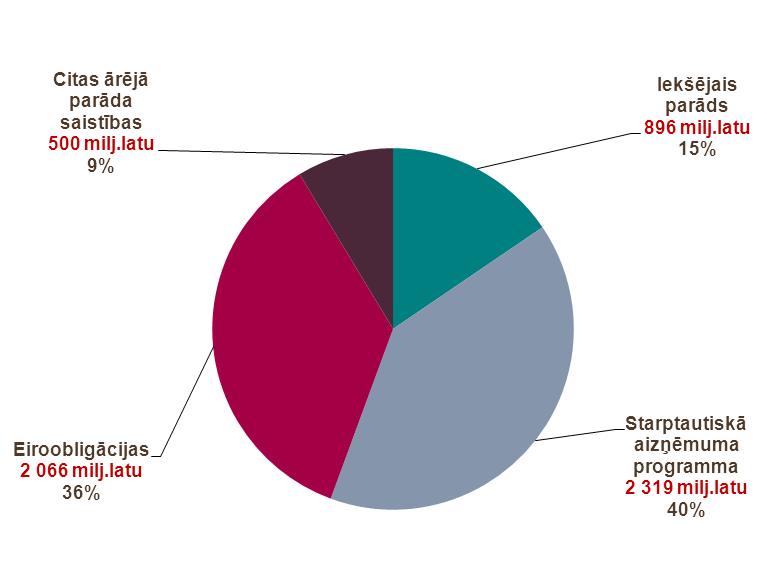 Citas ārējā
parāda
saistības
500 milj.latu
9%
Iekšējais
parāds
896 milj.latu
15%
Eiroobligācijas
2 066 milj.latu
36%
Starptautiskā
aizņēmuma
programma
2 319 milj.latu
40%